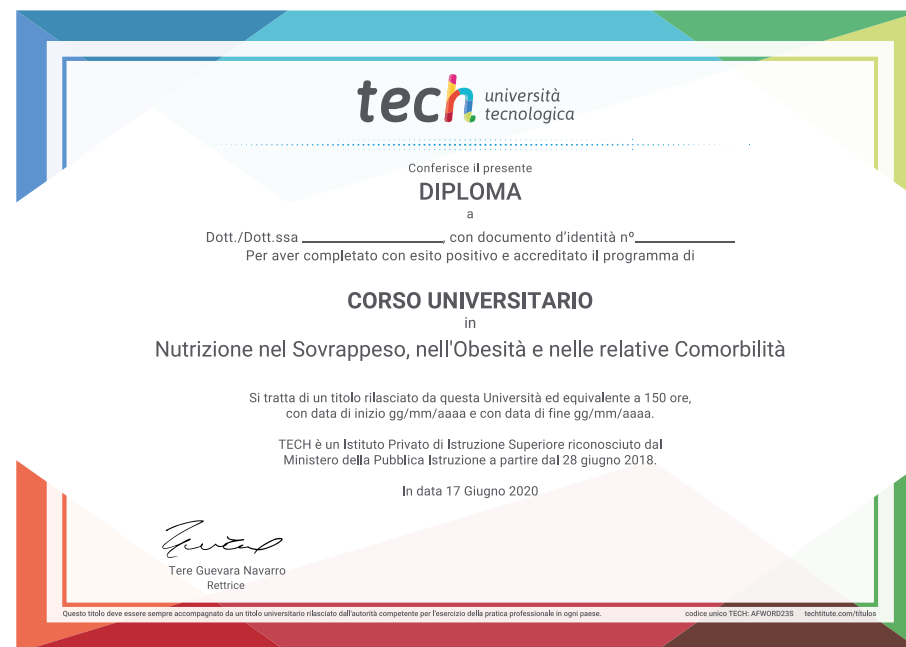 tech università
tecnologica
Conferisce il presente
DIPLOMA
a
Dott./Dott.ssa ________________, con documento d'identità nº____________
Per aver completato con esito positivo e accreditato il programma di
CORSO UNIVERSITARIO
in
Nutrizione nel Sovrappeso, nell'Obesità e nelle relative Comorbilità
Si tratta di un titolo rilasciato da questa Università ed equivalente a 150 ore,
con data di inizio gg/mm/aaaa e con data di fine gg/mm/aaaa.
TECH è un Istituto Privato di Istruzione Superiore riconosciuto dal
Ministero della Pubblica Istruzione a partire dal 28 giugno 2018.
In data 17 Giugno 2020
Tere Guevara Navarro
Rettrice
Questo titolo deve essere sempre accompagnato da un titolo universitario rilasciato dall'autorità competente per l'esercizio della pratica professionale in ogni paese. codice unico TECH: AFWORD23S techtitute.com/titulos